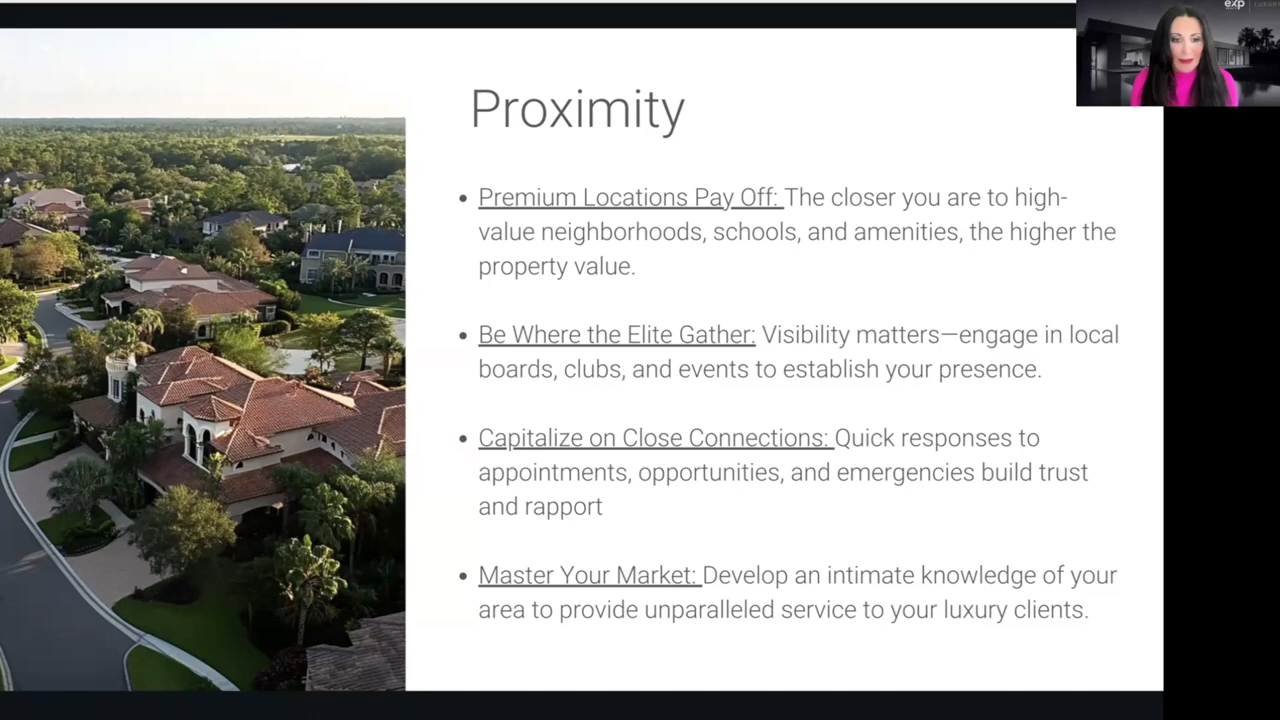 exp | LUXURY
Proximity
• Premium Locations Pay Off: The closer you are to high-
value neighborhoods, schools, and amenities, the higher the
property value.
• Be Where the Elite Gather: Visibility matters—engage in local
boards, clubs, and events to establish your presence.
• Capitalize on Close Connections: Quick responses to
appointments, opportunities, and emergencies build trust
and rapport
• Master Your Market: Develop an intimate knowledge of your
area to provide unparalleled service to your luxury clients.